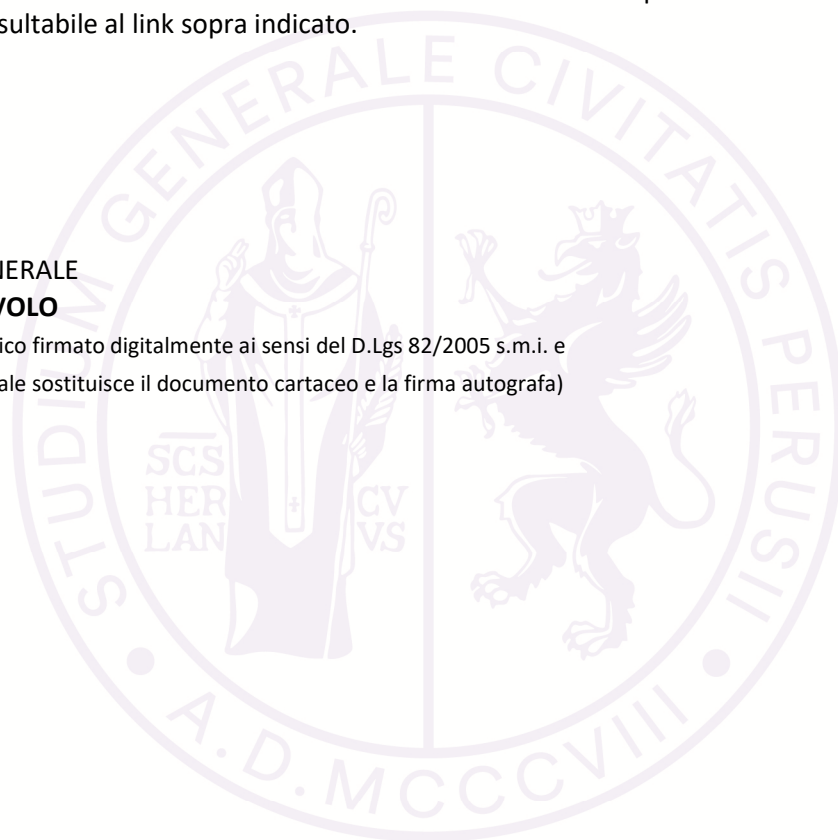 sultabile al link sopra indicato.
STUDIUM GENERALE CIVITATIS PERUSII
NERALE
VOLO
ico firmato digitalmente ai sensi del D.Lgs 82/2005 s.m.i. e
ale sostituisce il documento cartaceo e la firma autografa)
SCS
HER
LAN
CV
VS
A.D. MCCCVIII